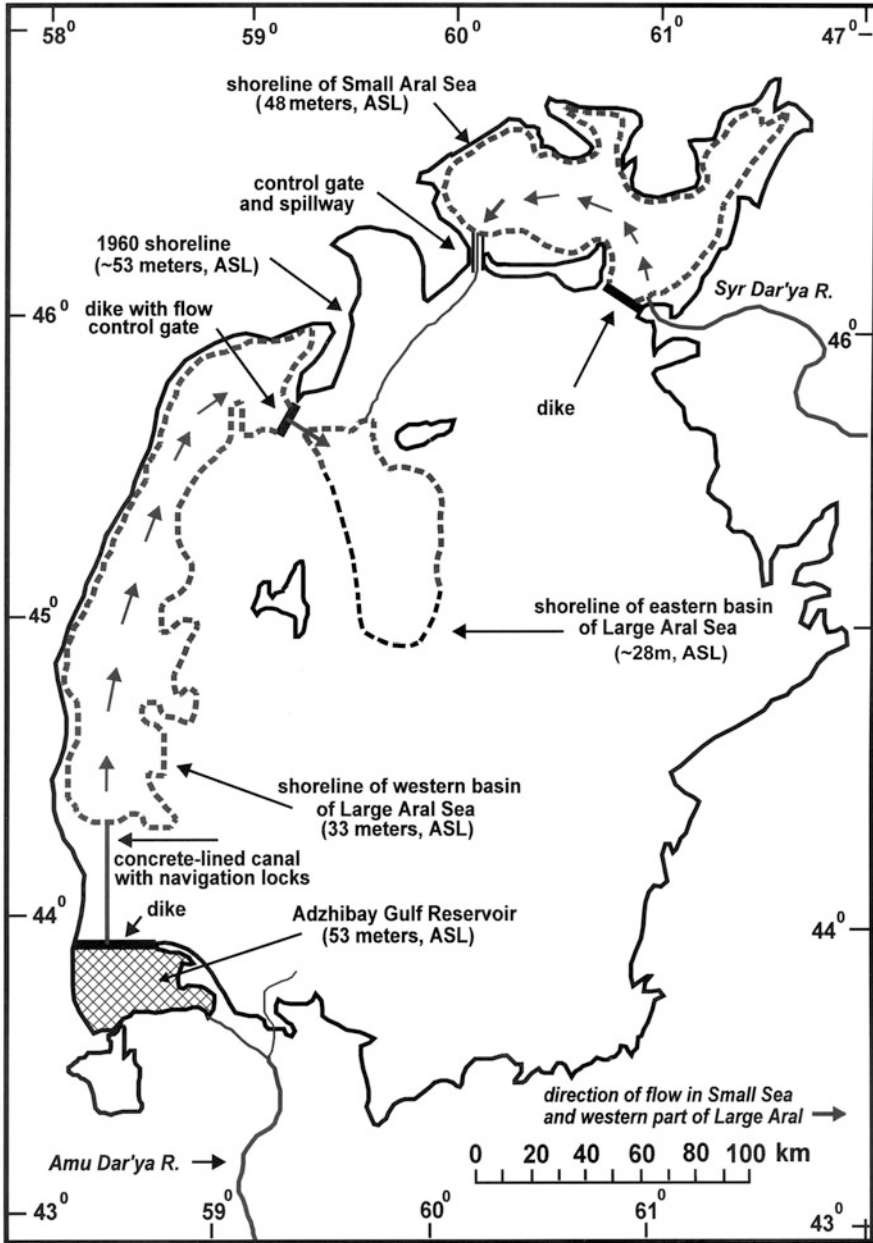 58⁰ 59⁰ 60⁰ 61⁰ 47⁰
shoreline of Small Aral Sea
(48 meters, ASL)
control gate
and spillway
1960 shoreline
(~53 meters, ASL)
dike with flow
control gate
Syr Dar'ya R.
46⁰
46⁰
dike
45⁰
shoreline of eastern basin
of Large Aral Sea
(~28m, ASL)
shoreline of western basin
of Large Aral Sea
(33 meters, ASL)
concrete-lined canal
with navigation locks
44⁰
dike
Adzhibay Gulf Reservoir
(53 meters, ASL)
44⁰
direction of flow in Small Sea
and western part of Large Aral
Amu Dar'ya R.
0 20 40 60 80 100 km
43⁰ 59⁰ 60⁰ 61⁰ 43⁰